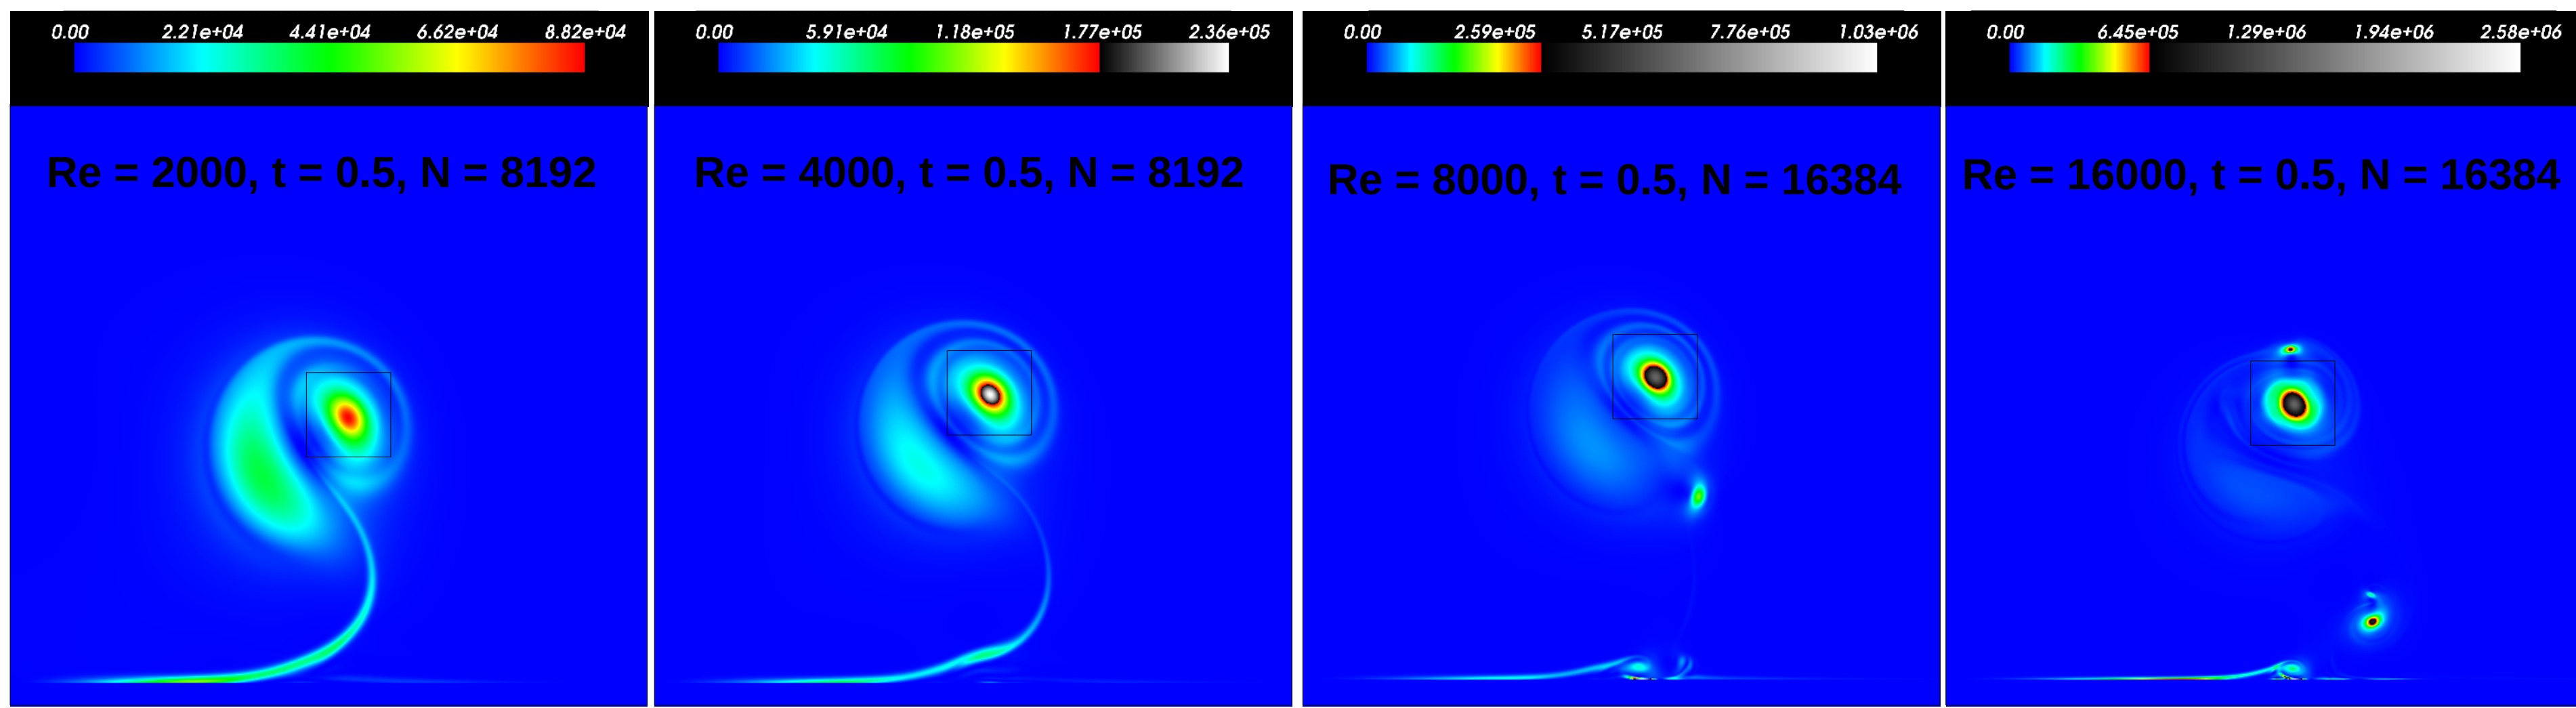 0.00 2.21e+04 4.41e+04 6.62e+04 8.82e+04
Re = 2000, t = 0.5, N = 8192
0.00 5.91e+04 1.18e+05 1.77e+05 2.36e+05
Re = 4000, t = 0.5, N = 8192
0.00 2.59e+05 5.17e+05 7.76e+05 1.03e+06
Re = 8000, t = 0.5, N = 16384
0.00 6.45e+05 1.29e+06 1.94e+06 2.58e+06
Re = 16000, t = 0.5, N = 16384